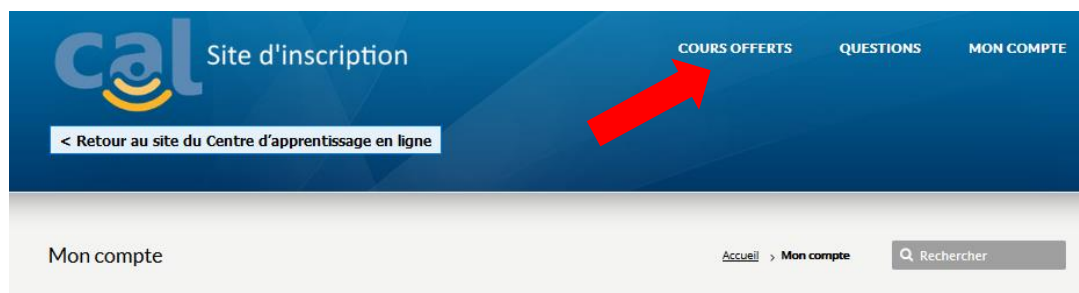 cal Site d'inscription
COURS OFFERTS QUESTIONS MON COMPTE
< Retour au site du Centre d'apprentissage en ligne
Mon compte
Accueil > Mon compte
Rechercher